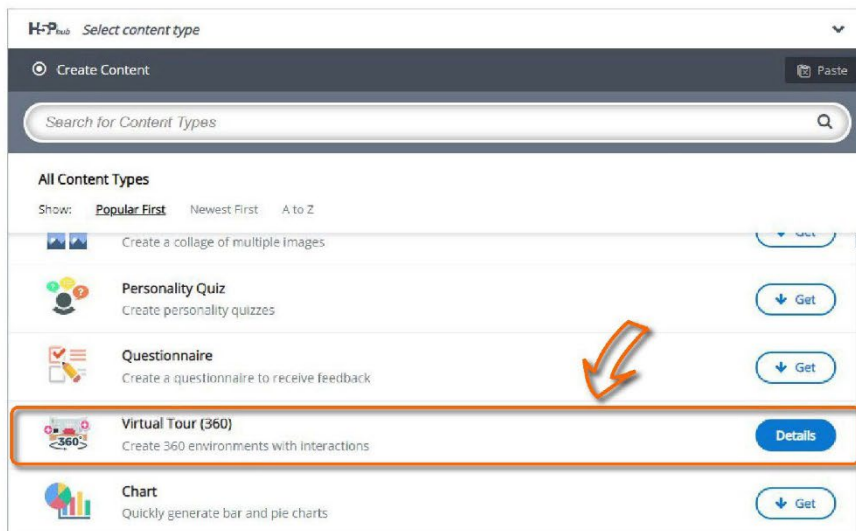 H5P hub Select content type
Create Content
Paste
Search for Content Types
All Content Types
Show: Popular First Newest First A to Z
Create a collage of multiple images
Get
Personality Quiz
Create personality quizzes
Get
Questionnaire
Create a questionnaire to receive feedback
Get
360°
Virtual Tour (360)
Create 360 environments with interactions
Details
Chart
Quickly generate bar and pie charts
Get